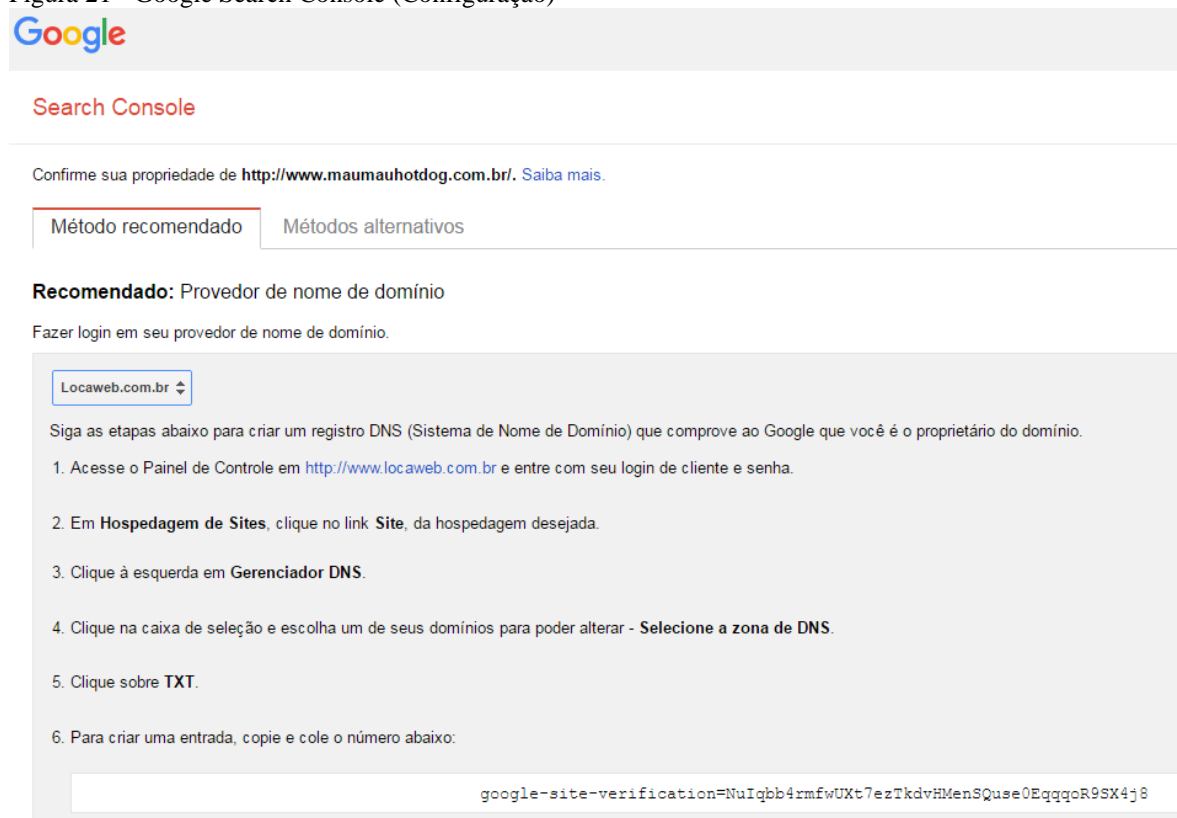 Figura 21 - Google Search Console (Configuração)
Google
Search Console
Confirme sua propriedade de http://www.maumauhotdog.com.br/. Saiba mais.
Método recomendado Métodos alternativos
Recomendado: Provedor de nome de domínio
Fazer login em seu provedor de nome de domínio.
Locaweb.com.br
Siga as etapas abaixo para criar um registro DNS (Sistema de Nome de Domínio) que comprove ao Google que você é o proprietário do domínio.
1. Acesse o Painel de Controle em http://www.locaweb.com.br e entre com seu login de cliente e senha.
2. Em Hospedagem de Sites, clique no link Site, da hospedagem desejada.
3. Clique à esquerda em Gerenciador DNS.
4. Clique na caixa de seleção e escolha um de seus domínios para poder alterar - Selecione a zona de DNS.
5. Clique sobre TXT.
6. Para criar uma entrada, copie e cole o número abaixo:
google-site-verification=NuIqbb4rmfwUXt7ezTkdvHMenSQuse0EqqqoR9SX4j8